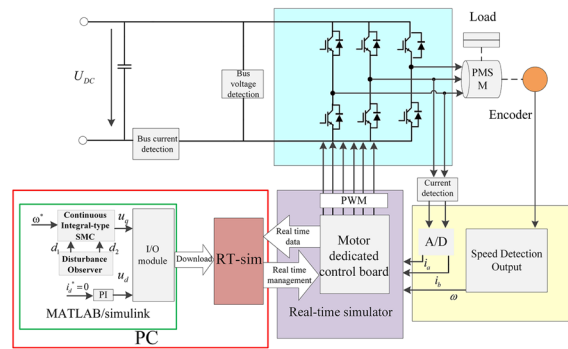 Load
U_DC
Bus
voltage
detection
PMS
M
Encoder
Bus current
detection
Current
detection
PWM
ω*
Continuous
Integral-type
SMC
u_q
d_1
d_2
Disturbance
Observer
u_d
i_d*=0
PI
I/O
module
MATLAB/simulink
Download
RT-sim
PC
Real time
data
Real time
management
Motor
dedicated
control board
Real-time simulator
A/D
i_a
i_b
ω
Speed Detection
Output